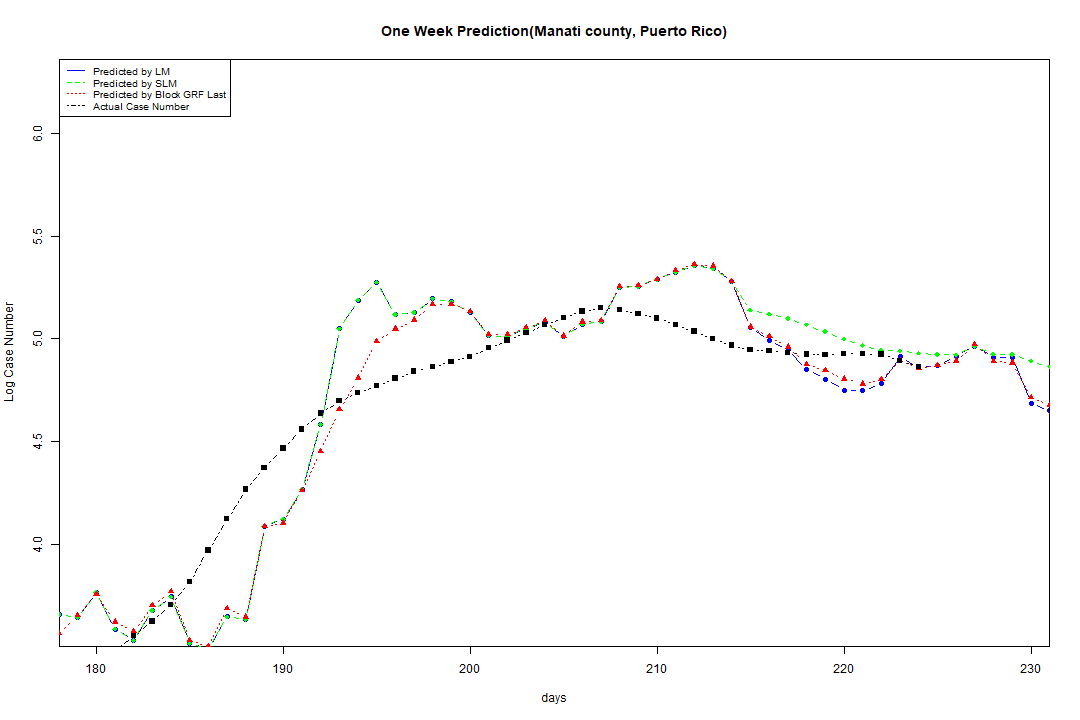 One Week Prediction(Manati county, Puerto Rico)
Predicted by LM
Predicted by SLM
Predicted by Block GRF Last
Actual Case Number
6.0
5.5
5.0
4.5
4.0
Log Case Number
180 190 200 210 220 230
days